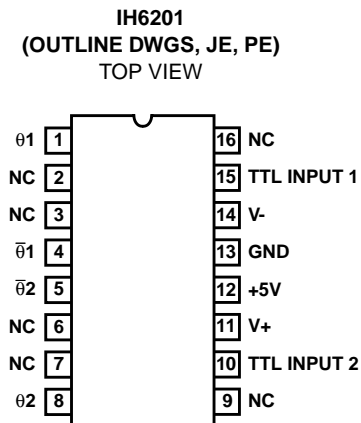 IH6201
(OUTLINE DWGS, JE, PE)
TOP VIEW
θ1 1 16 NC
NC 2 15 TTL INPUT 1
NC 3 14 V-
θ̅1 4 13 GND
θ̅2 5 12 +5V
NC 6 11 V+
NC 7 10 TTL INPUT 2
θ2 8 9 NC